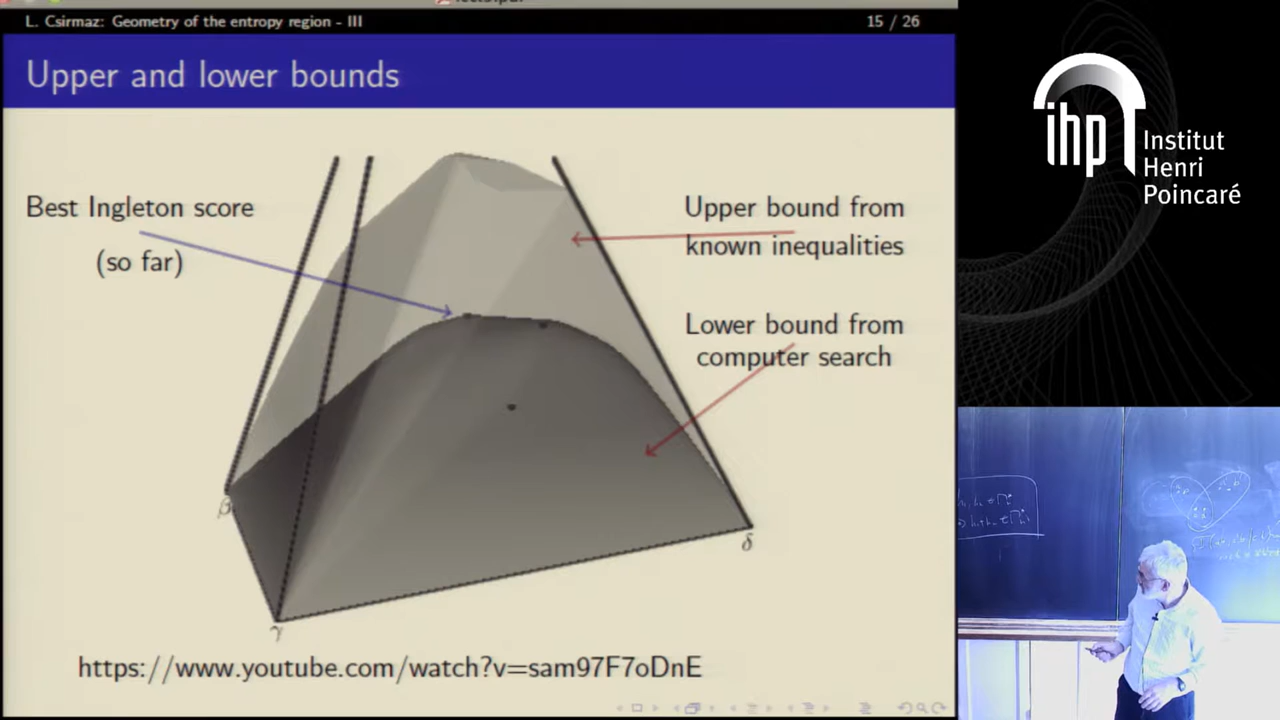 L. Csirmaz: Geometry of the entropy region - III
15 / 26
Upper and lower bounds
Best Ingleton score
(so far)
Upper bound from
known inequalities
Lower bound from
computer search
β
γ
δ
https://www.youtube.com/watch?v=sam97F7oDnE
ihp
Institut
Henri
Poincaré